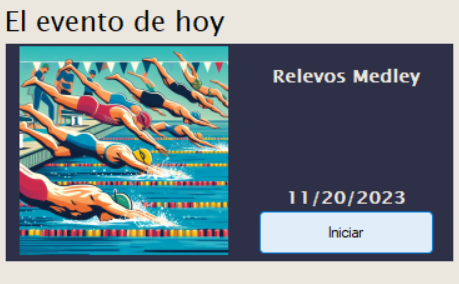 El evento de hoy
Relevos Medley
11/20/2023
Iniciar